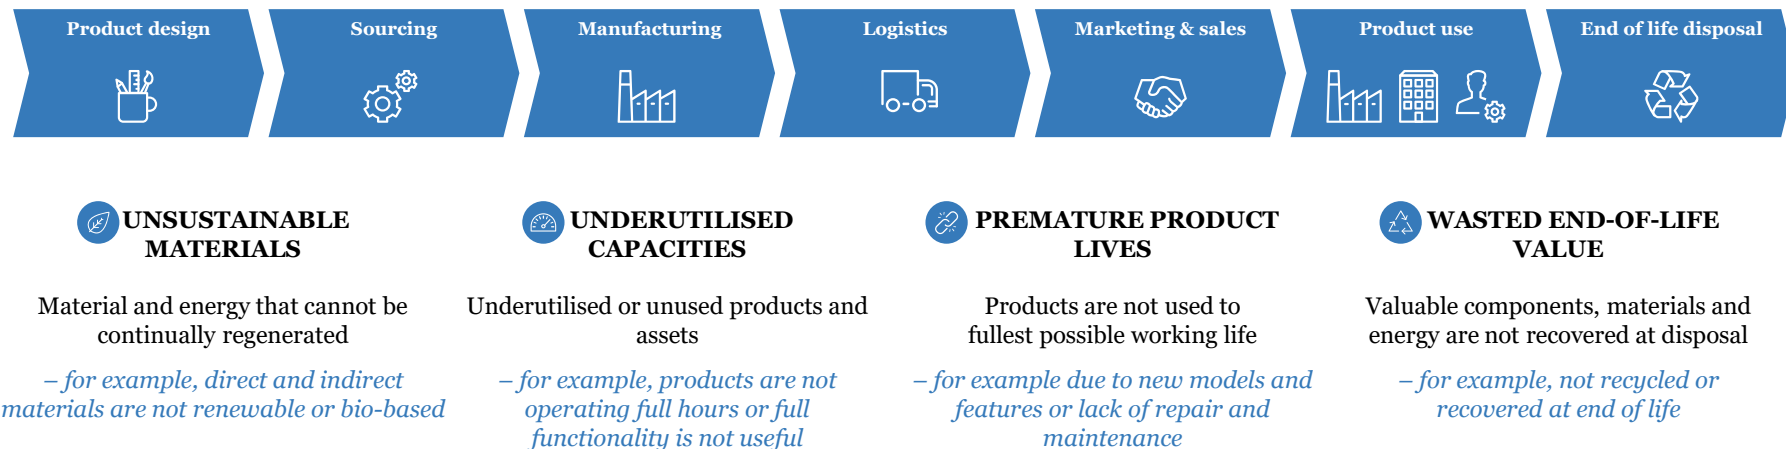 Product design
Sourcing
Manufacturing
Logistics
Marketing & sales
Product use
End of life disposal
UNSUSTAINABLE
MATERIALS
Material and energy that cannot be
continually regenerated
– for example, direct and indirect
materials are not renewable or bio-based
UNDERUTILISED
CAPACITIES
Underutilised or unused products and
assets
– for example, products are not
operating full hours or full
functionality is not useful
PREMATURE PRODUCT
LIVES
Products are not used to
fullest possible working life
– for example due to new models and
features or lack of repair and
maintenance
WASTED END-OF-LIFE
VALUE
Valuable components, materials and
energy are not recovered at disposal
– for example, not recycled or
recovered at end of life